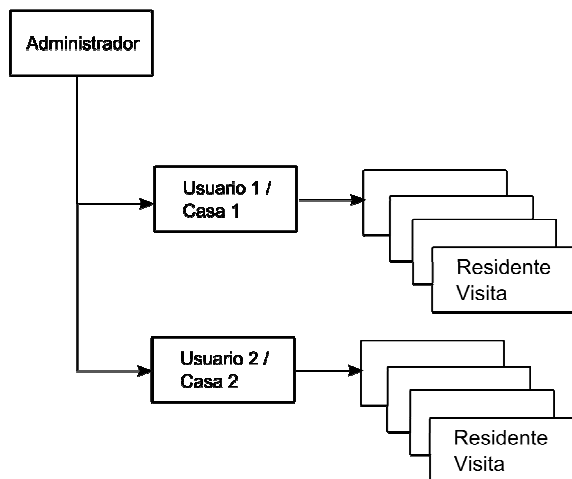 Administrador
Usuario 1 /
Casa 1
Residente
Visita
Usuario 2 /
Casa 2
Residente
Visita